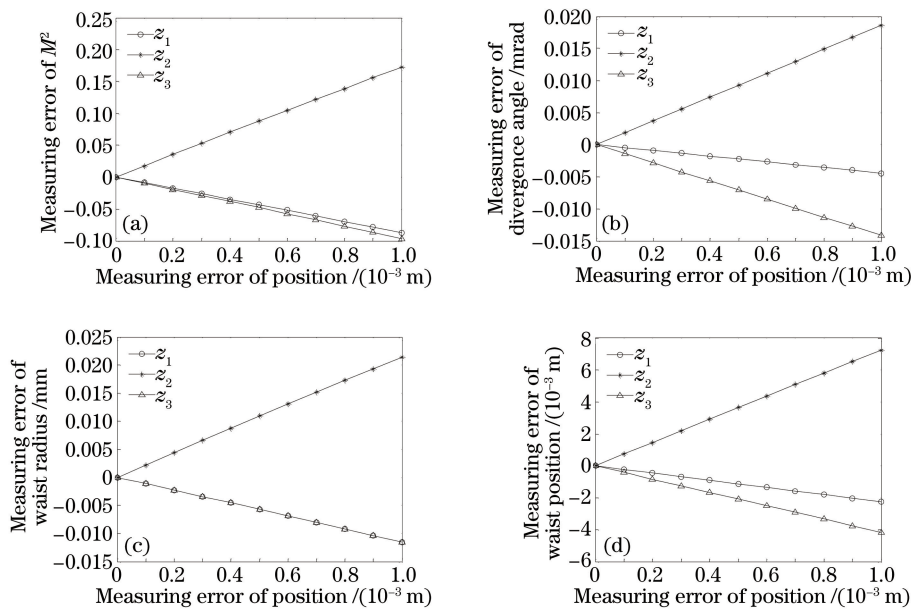 0.25
0.20
0.15
0.10
0.05
0
−0.05
−0.10
Measuring error of M²
z₁
z₂
z₃
(a)
0 0.2 0.4 0.6 0.8 1.0
Measuring error of position /(10⁻³ m)
0.020
0.015
0.010
0.005
0
−0.005
−0.010
−0.015
Measuring error of
divergence angle /mrad
z₁
z₂
z₃
(b)
0 0.2 0.4 0.6 0.8 1.0
Measuring error of position /(10⁻³ m)
0.025
0.020
0.015
0.010
0.005
0
−0.005
−0.010
−0.015
Measuring error of
waist radius /mm
z₁
z₂
z₃
(c)
0 0.2 0.4 0.6 0.8 1.0
Measuring error of position /(10⁻³ m)
8
6
4
2
0
−2
−4
−6
Measuring error of
waist position /(10⁻³ m)
z₁
z₂
z₃
(d)
0 0.2 0.4 0.6 0.8 1.0
Measuring error of position /(10⁻³ m)